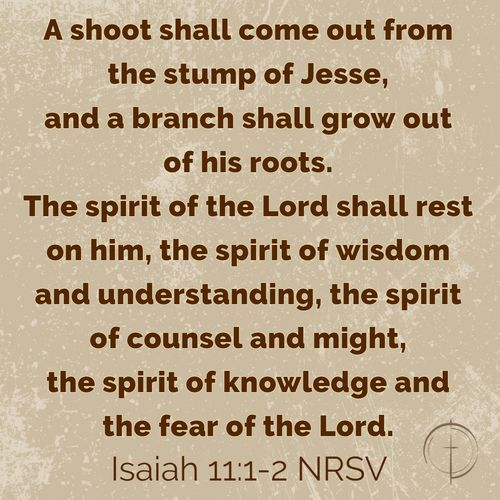 A shoot shall come out from
the stump of Jesse,
and a branch shall grow out
of his roots.
The spirit of the Lord shall rest
on him, the spirit of wisdom
and understanding, the spirit
of counsel and might,
the spirit of knowledge and
the fear of the Lord.
Isaiah 11:1-2 NRSV